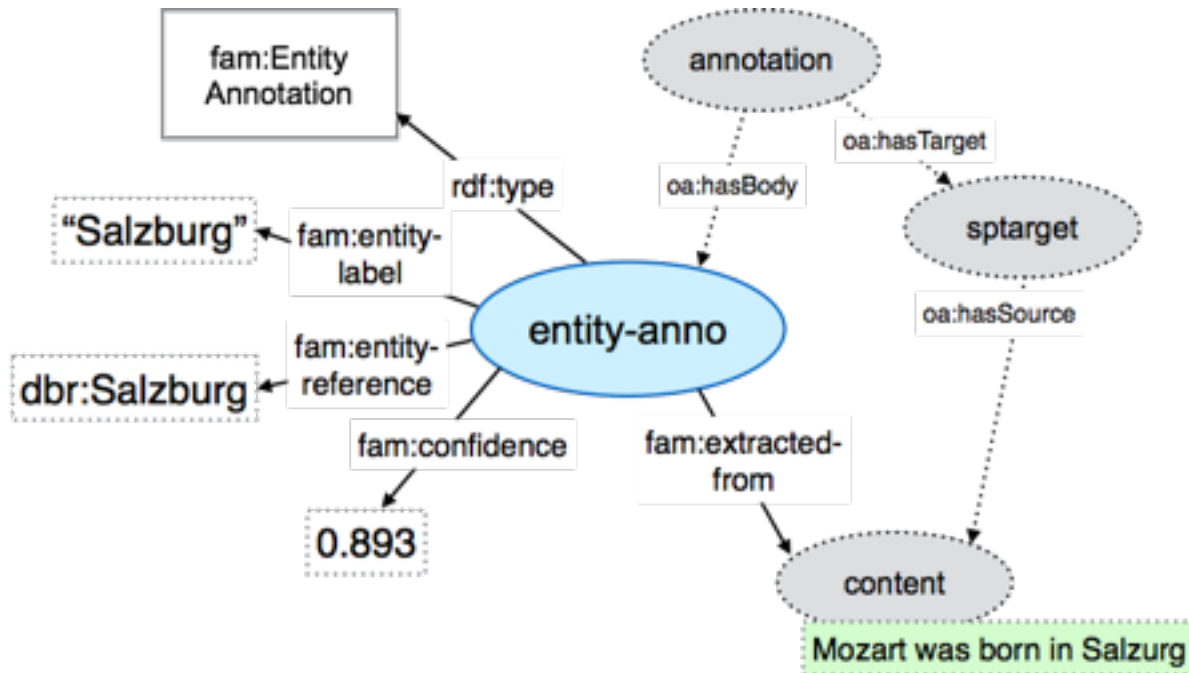 fam:Entity
Annotation
annotation
oa:hasTarget
rdf:type
oa:hasBody
“Salzburg”
fam:entity-
label
sptarget
oa:hasSource
entity-anno
fam:entity-
reference
dbr:Salzburg
fam:confidence
fam:extracted-
from
0.893
content
Mozart was born in Salzurg